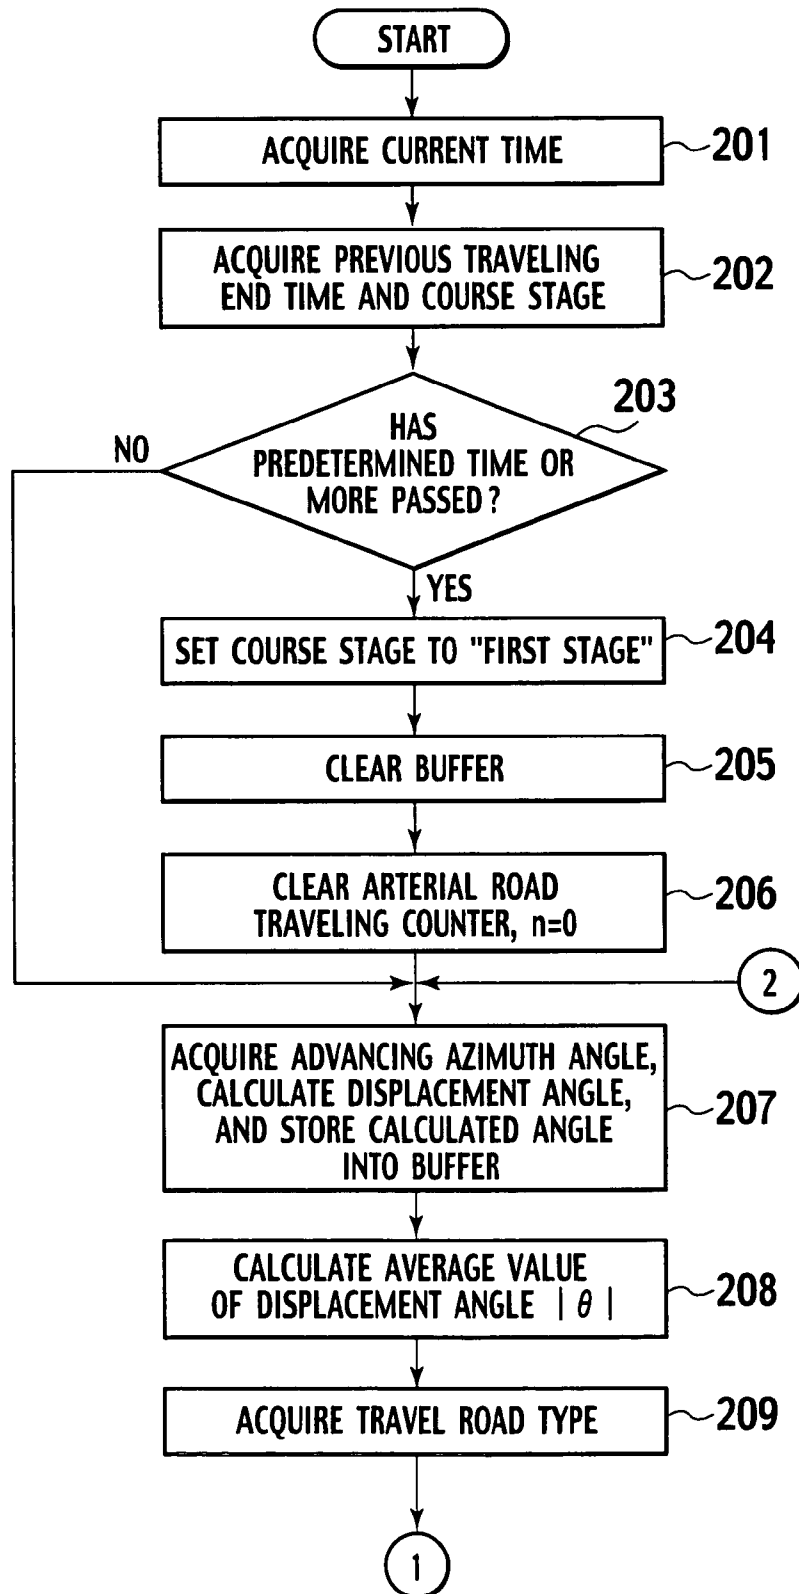 START
ACQUIRE CURRENT TIME
201
ACQUIRE PREVIOUS TRAVELING
END TIME AND COURSE STAGE
202
203
HAS
PREDETERMINED TIME OR
MORE PASSED?
NO
YES
SET COURSE STAGE TO "FIRST STAGE"
204
CLEAR BUFFER
205
CLEAR ARTERIAL ROAD
TRAVELING COUNTER, n=0
206
2
ACQUIRE ADVANCING AZIMUTH ANGLE,
CALCULATE DISPLACEMENT ANGLE,
AND STORE CALCULATED ANGLE
INTO BUFFER
207
CALCULATE AVERAGE VALUE
OF DISPLACEMENT ANGLE | θ |
208
ACQUIRE TRAVEL ROAD TYPE
209
1